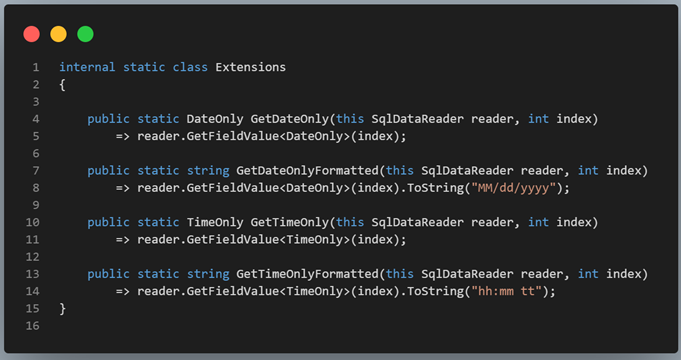 1 internal static class Extensions
2 {
3
4     public static DateOnly GetDateOnly(this SqlDataReader reader, int index)
5         => reader.GetFieldValue<DateOnly>(index);
6
7     public static string GetDateOnlyFormatted(this SqlDataReader reader, int index)
8         => reader.GetFieldValue<DateOnly>(index).ToString("MM/dd/yyyy");
9
10     public static TimeOnly GetTimeOnly(this SqlDataReader reader, int index)
11         => reader.GetFieldValue<TimeOnly>(index);
12
13     public static string GetTimeOnlyFormatted(this SqlDataReader reader, int index)
14         => reader.GetFieldValue<TimeOnly>(index).ToString("hh:mm tt");
15 }
16